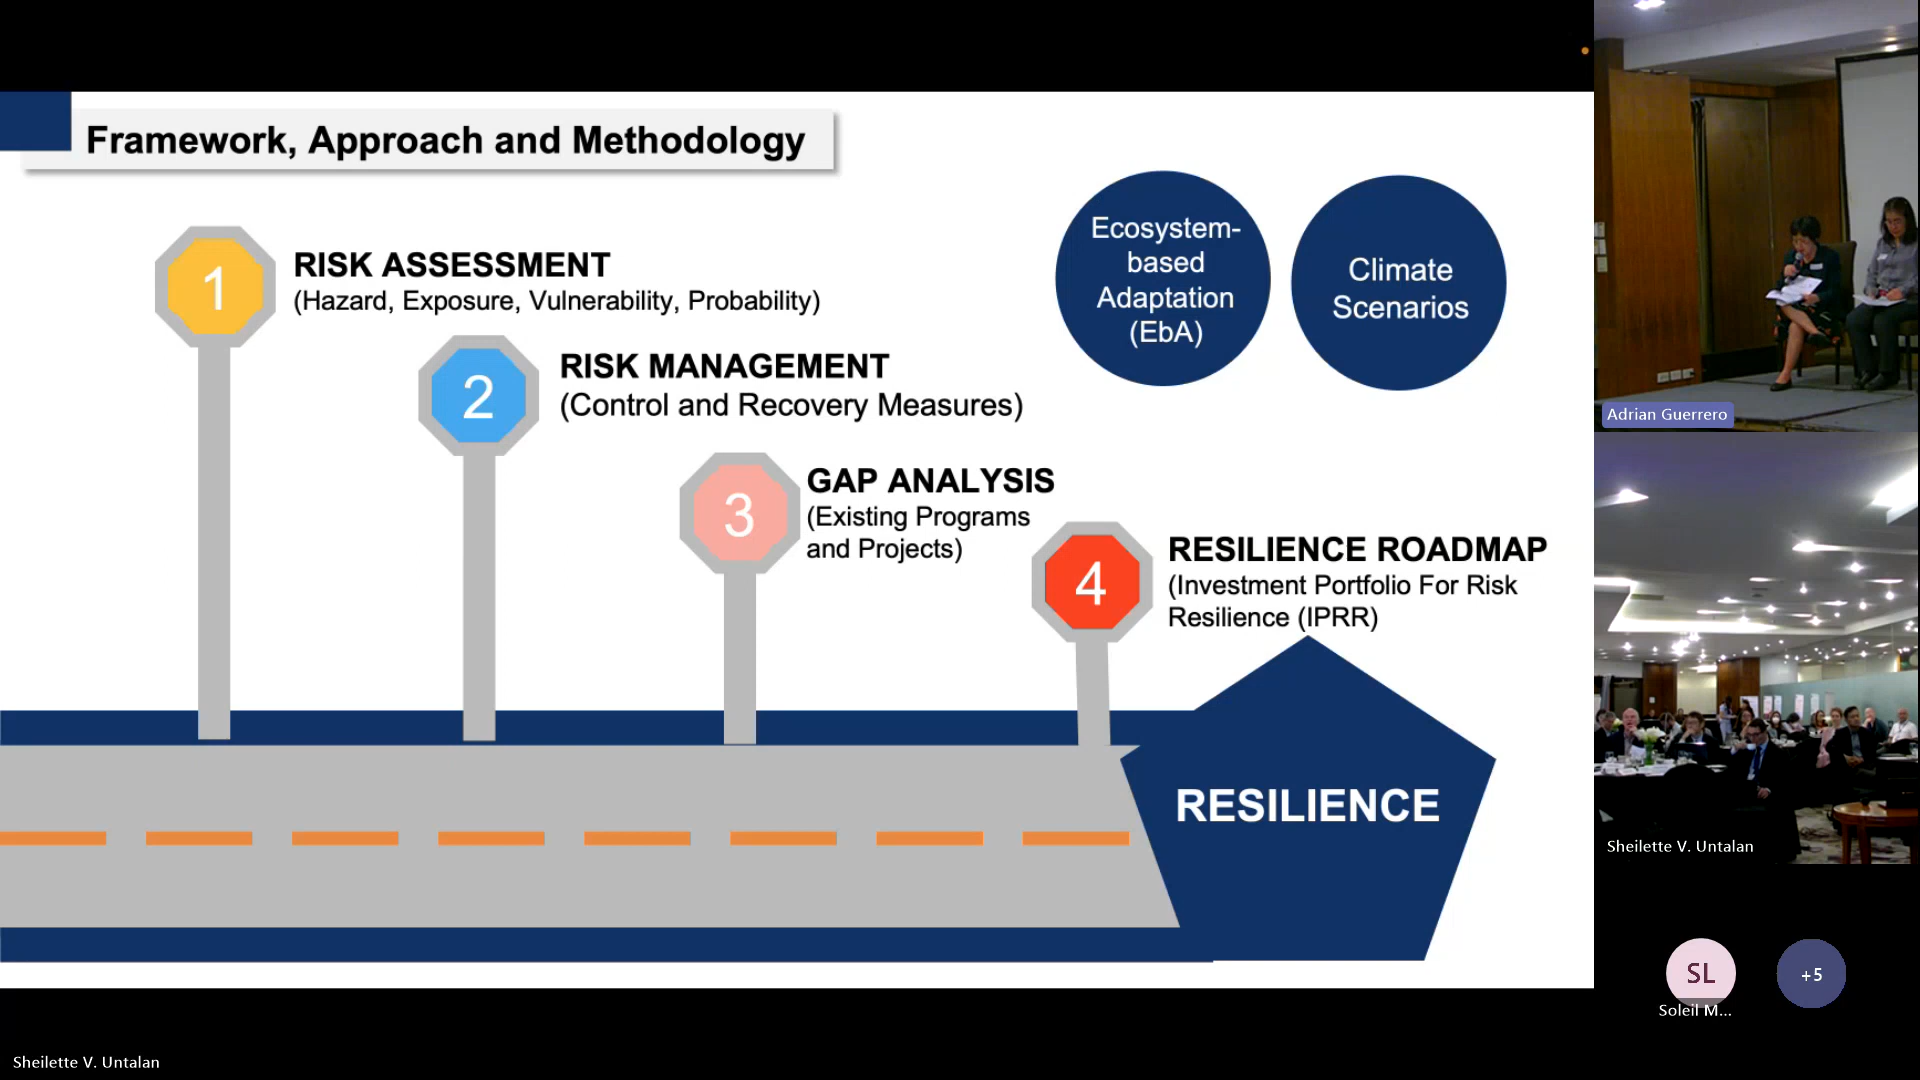 Framework, Approach and Methodology
1
RISK ASSESSMENT
(Hazard, Exposure, Vulnerability, Probability)
2
RISK MANAGEMENT
(Control and Recovery Measures)
3
GAP ANALYSIS
(Existing Programs
and Projects)
4
RESILIENCE ROADMAP
(Investment Portfolio For Risk
Resilience (IPRR)
Ecosystem-
based
Adaptation
(EbA)
Climate
Scenarios
RESILIENCE
Adrian Guerrero
Sheilette V. Untalan
SL
Soleil M...
+5
Sheilette V. Untalan